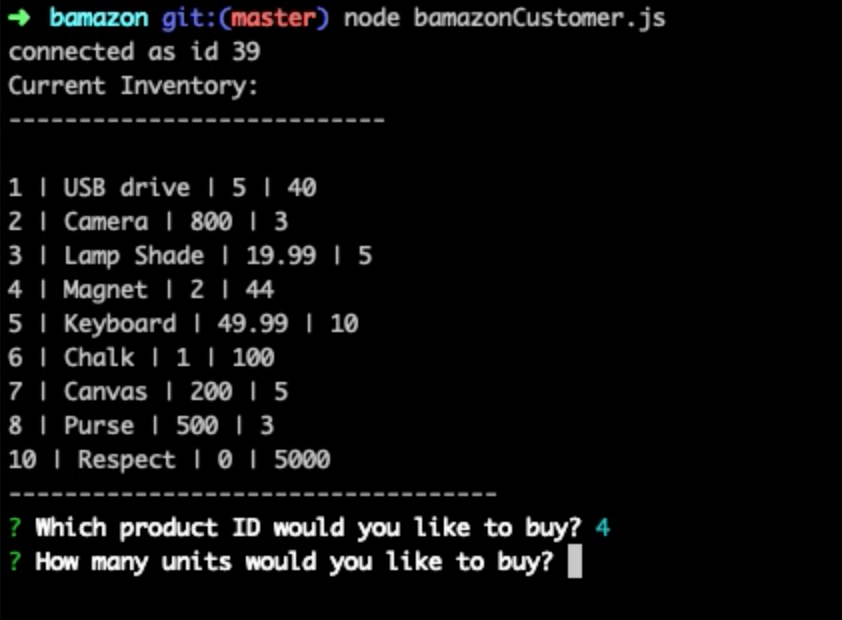 ➜ bamazon git:(master) node bamazonCustomer.js
connected as id 39
Current Inventory:
---------------------------
1 | USB drive | 5 | 40
2 | Camera | 800 | 3
3 | Lamp Shade | 19.99 | 5
4 | Magnet | 2 | 44
5 | Keyboard | 49.99 | 10
6 | Chalk | 1 | 100
7 | Canvas | 200 | 5
8 | Purse | 500 | 3
10 | Respect | 0 | 5000
-----------------------------------
? Which product ID would you like to buy? 4
? How many units would you like to buy?